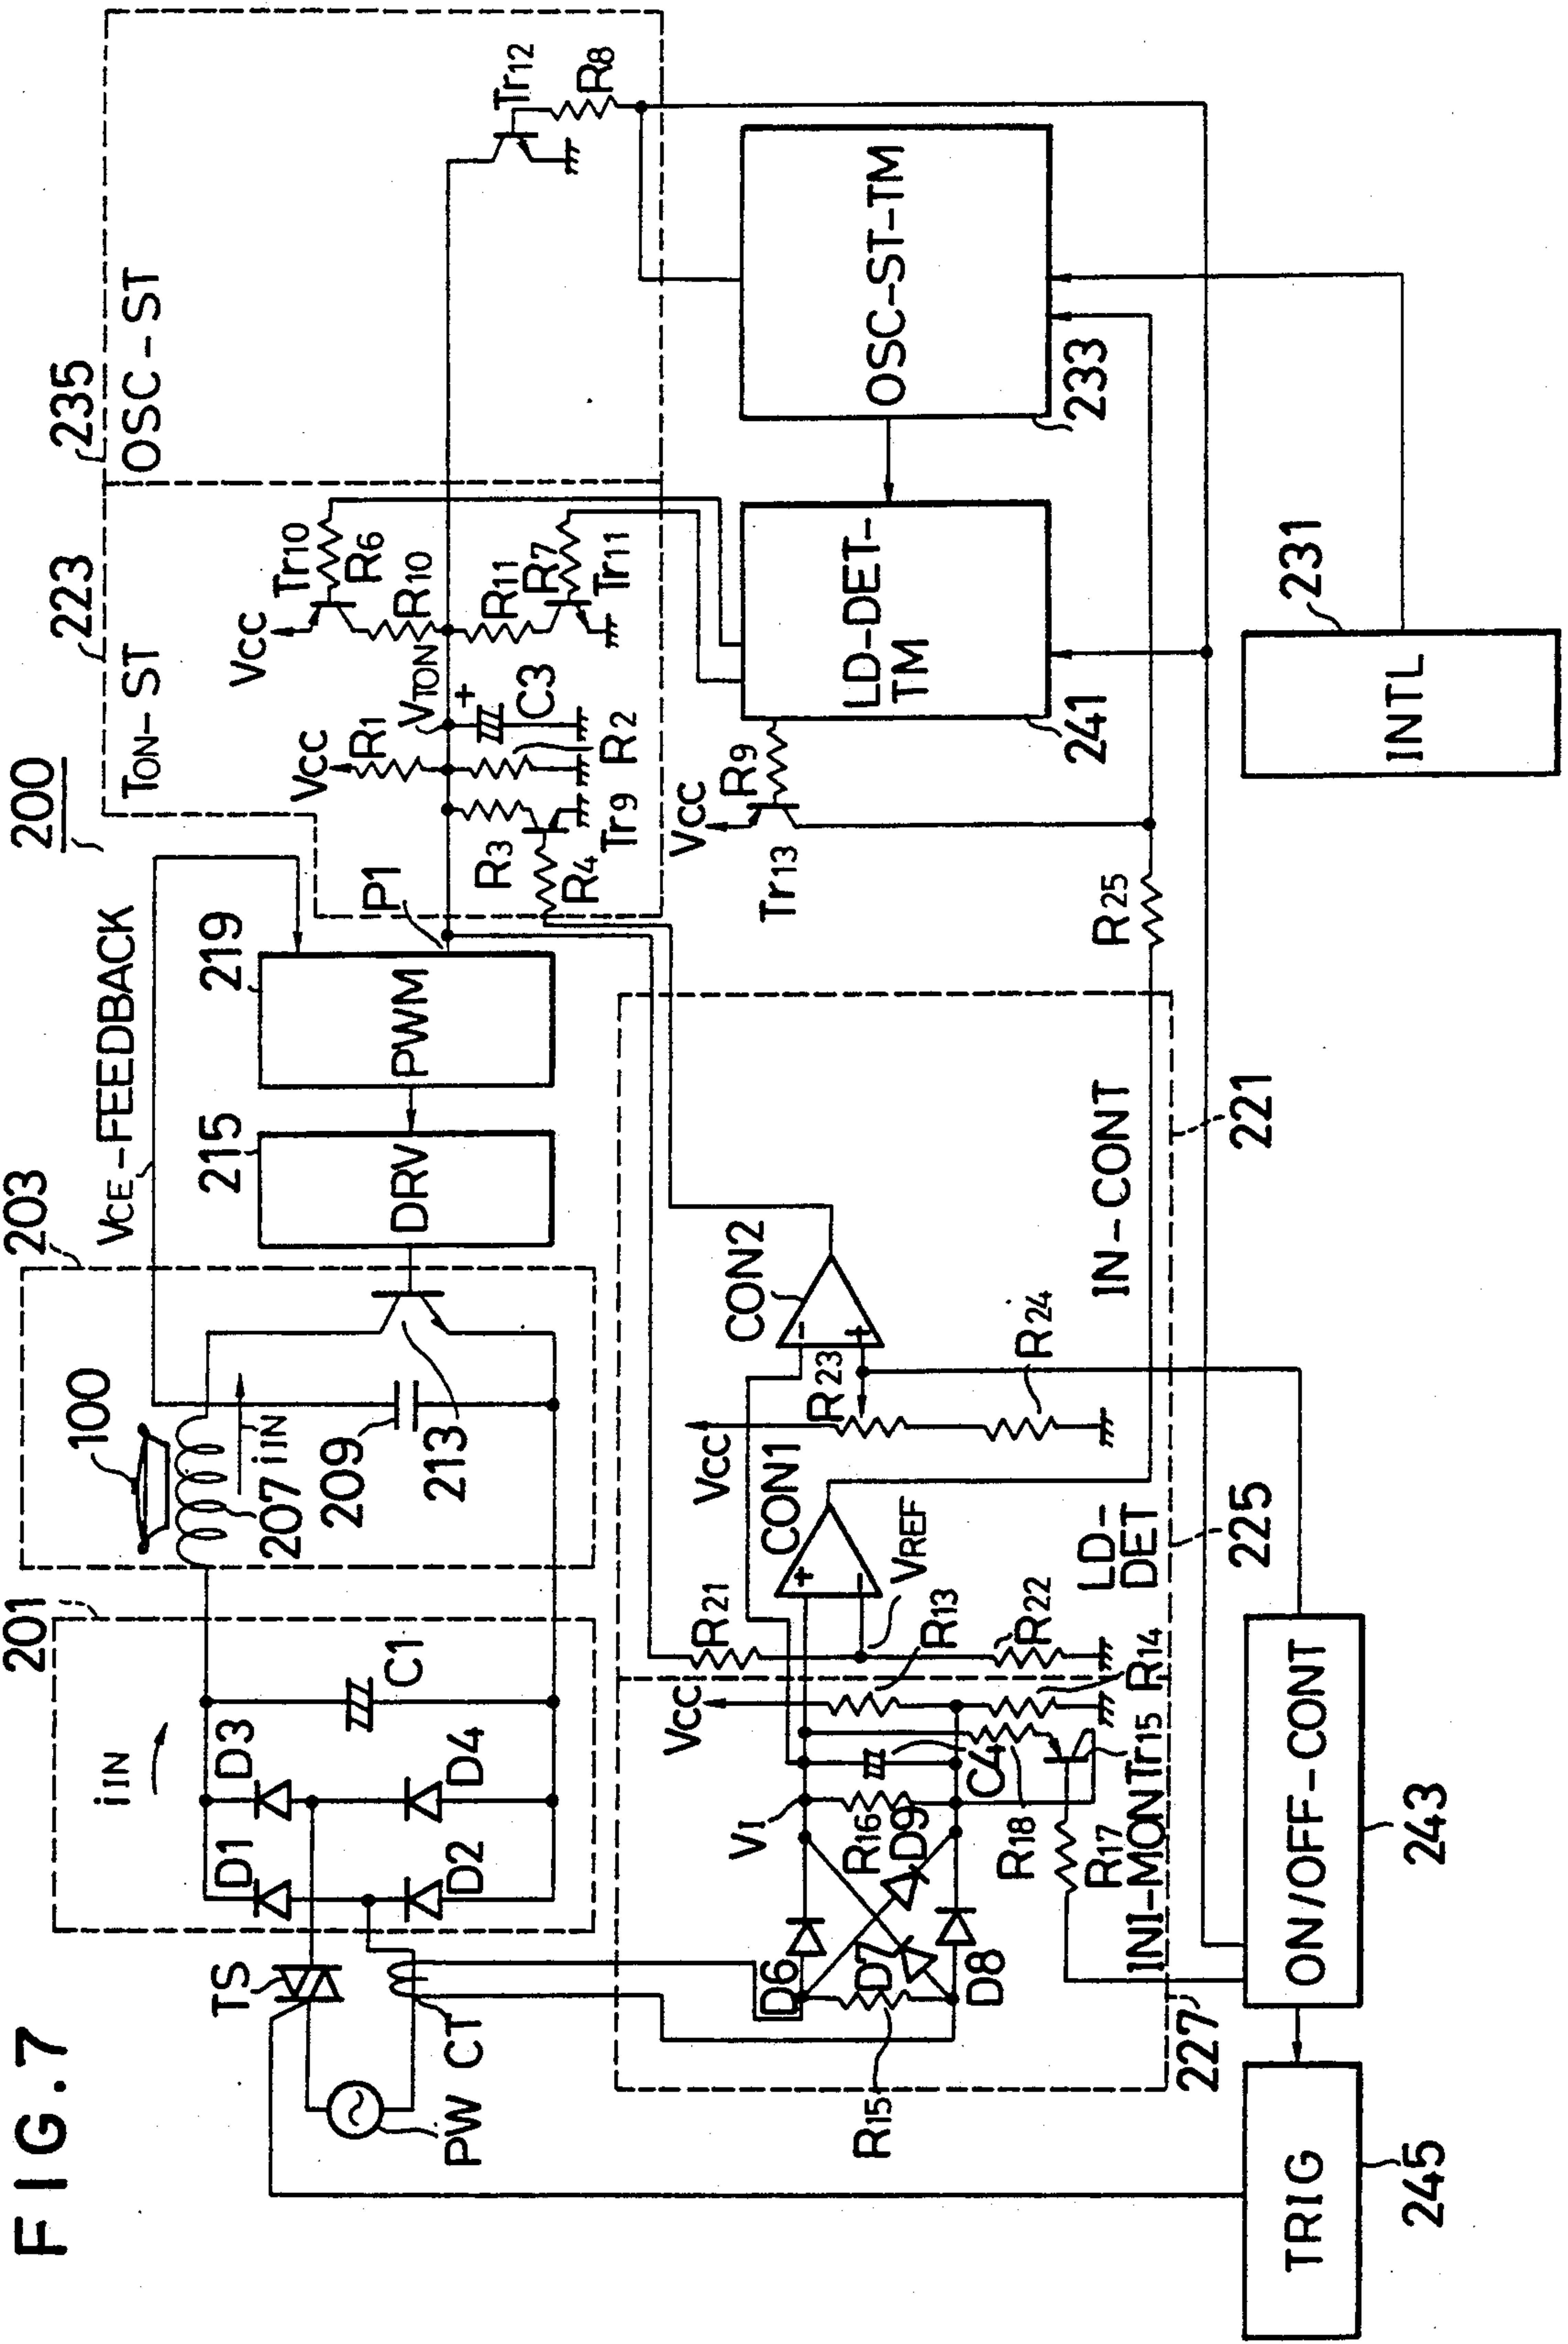 FIG. 7
200
201
203
100
VCE-FEEDBACK
iIN
D1
D3
D2
D4
C1
207
iIN
209
213
215
DRV
219
PWM
P1
TS
PW
CT
223
TON-ST
VCC
R1
VTON
+
C3
R2
R3
R4
Tr9
VCC
Tr10
R6
R10
R11
R7
Tr11
235
OSC-ST
Tr12
R8
VCC
R9
Tr13
LD-DET-
TM
241
OSC-ST-TM
233
R25
INTL
231
D6
D7
D8
D9
R15
VI
R16
C4
R18
R17
Tr15
VCC
R13
R14
INI-MON
227
R21
R22
VREF
CON1
+
−
LD-
DET
225
VCC
R23
R24
CON2
−
+
IN-CONT
221
TRIG
245
ON/OFF-CONT
243